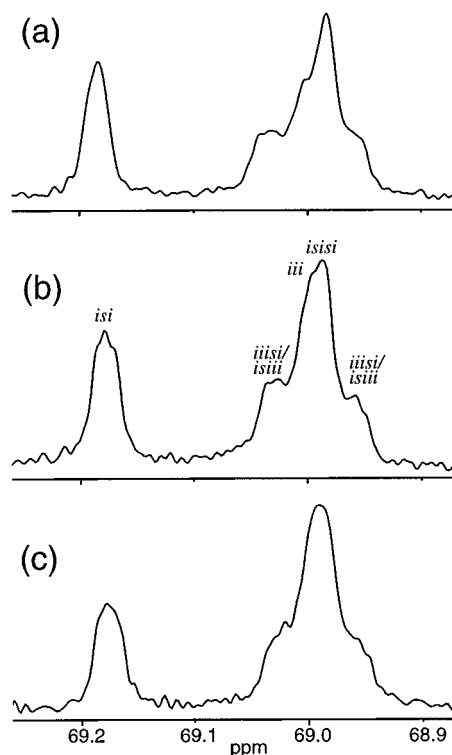 (a)
(b)
isi
isisi
iii
iiisi/
isiii
iiisi/
isiii
(c)
69.2 69.1 69.0 68.9
ppm